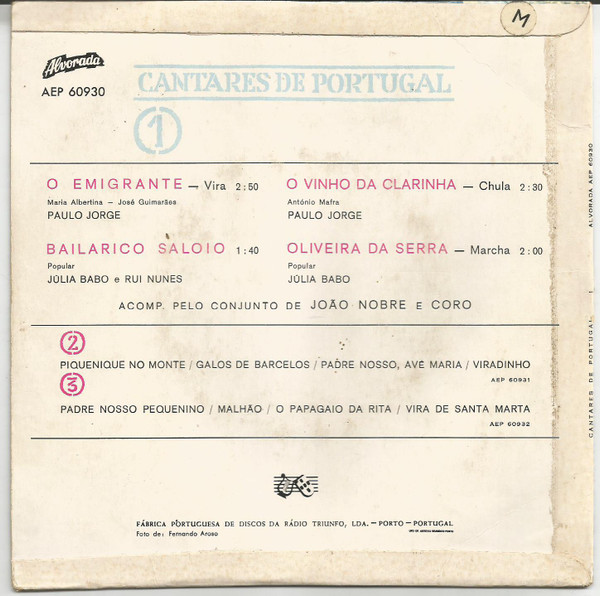 M
Alvorada
AEP 60930
CANTARES DE PORTUGAL
1
O EMIGRANTE — Vira 2:50
Maria Albertina — José Guimarães
PAULO JORGE
O VINHO DA CLARINHA — Chula 2:30
António Mafra
PAULO JORGE
BAILARICO SALOIO 1:40
Popular
JÚLIA BABO e RUI NUNES
OLIVEIRA DA SERRA — Marcha 2:00
Popular
JÚLIA BABO
ACOMP. PELO CONJUNTO DE JOÃO NOBRE E CORO
2
PIQUENIQUE NO MONTE / GALOS DE BARCELOS / PADRE NOSSO, AVE MARIA / VIRADINHO
AEP 60931
3
PADRE NOSSO PEQUENINO / MALHÃO / O PAPAGAIO DA RITA / VIRA DE SANTA MARTA
AEP 60932
FÁBRICA PORTUGUESA DE DISCOS DA RÁDIO TRIUNFO, LDA. — PORTO — PORTUGAL
Foto de: Fernando Aroso
CANTARES DE PORTUGAL 1 ALVORADA AEP 60930